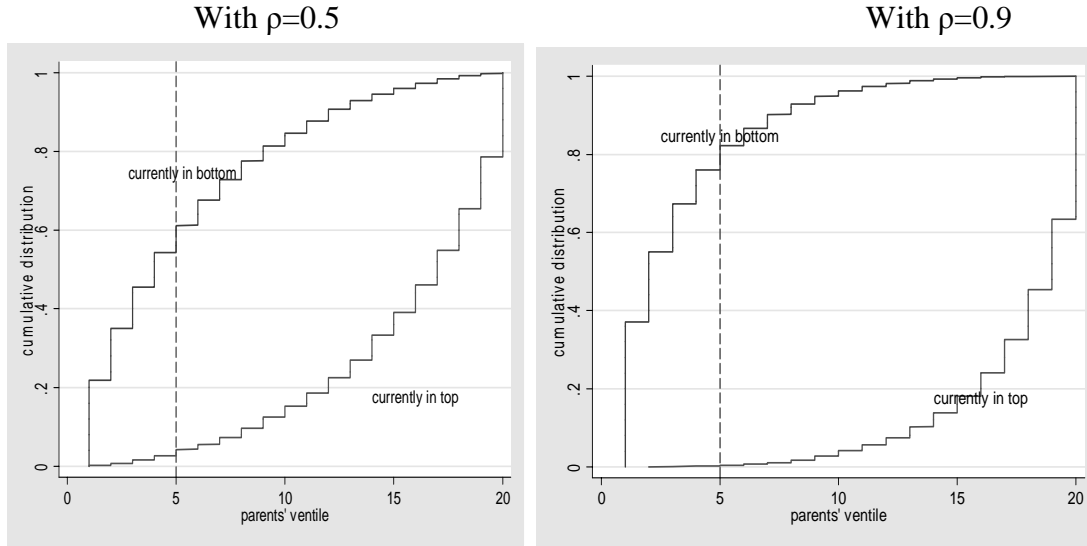 With ρ=0.5
With ρ=0.9
cumulative distribution
1
.8
.6
.4
.2
0
currently in bottom
currently in top
0 5 10 15 20
parents' ventile
cumulative distribution
1
.8
.6
.4
.2
0
currently in bottom
currently in top
0 5 10 15 20
parents' ventile